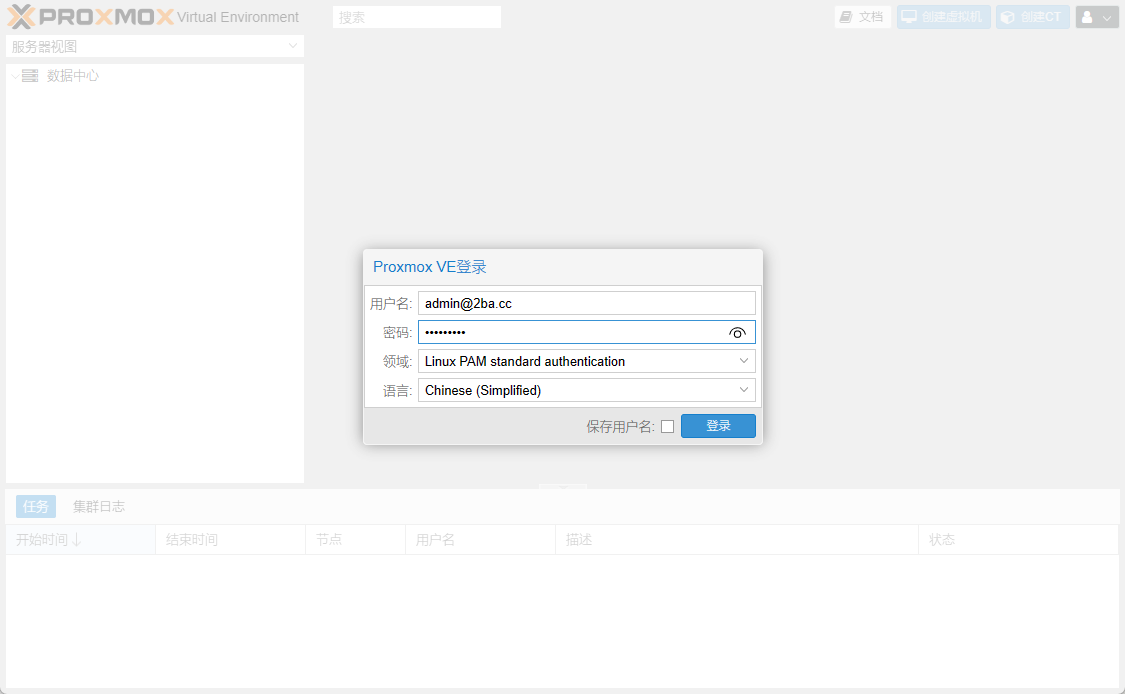 PROXMOX Virtual Environment
搜索
文档
创建虚拟机
创建CT
服务器视图
数据中心
Proxmox VE登录
用户名: admin@2ba.cc
密码: •••••••••
领域: Linux PAM standard authentication
语言: Chinese (Simplified)
保存用户名:
登录
任务
集群日志
开始时间↓ 结束时间 节点 用户名 描述 状态